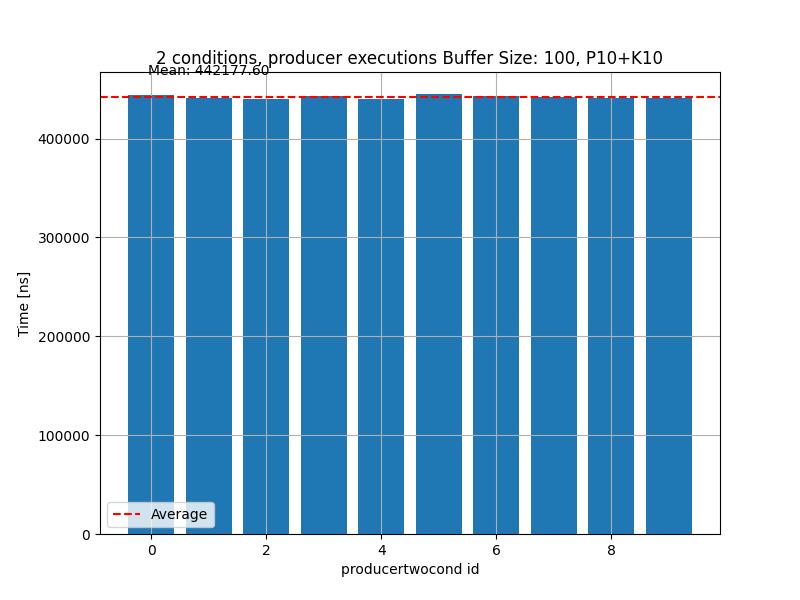 2 conditions, producer executions Buffer Size: 100, P10+K10
Mean: 442177.60
400000
300000
200000
100000
0
Time [ns]
Average
0 2 4 6 8
producertwocond id